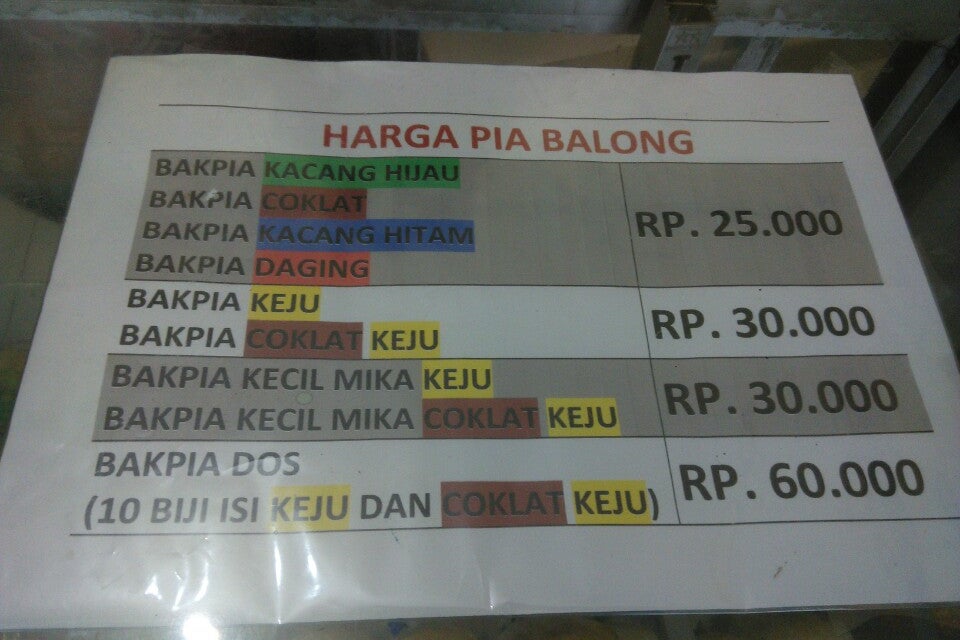 HARGA PIA BALONG
BAKPIA KACANG HIJAU
BAKPIA COKLAT
BAKPIA KACANG HITAM
BAKPIA DAGING
RP. 25.000
BAKPIA KEJU
BAKPIA COKLAT KEJU
RP. 30.000
BAKPIA KECIL MIKA KEJU
BAKPIA KECIL MIKA COKLAT KEJU
RP. 30.000
BAKPIA DOS
(10 BIJI ISI KEJU DAN COKLAT KEJU)
RP. 60.000